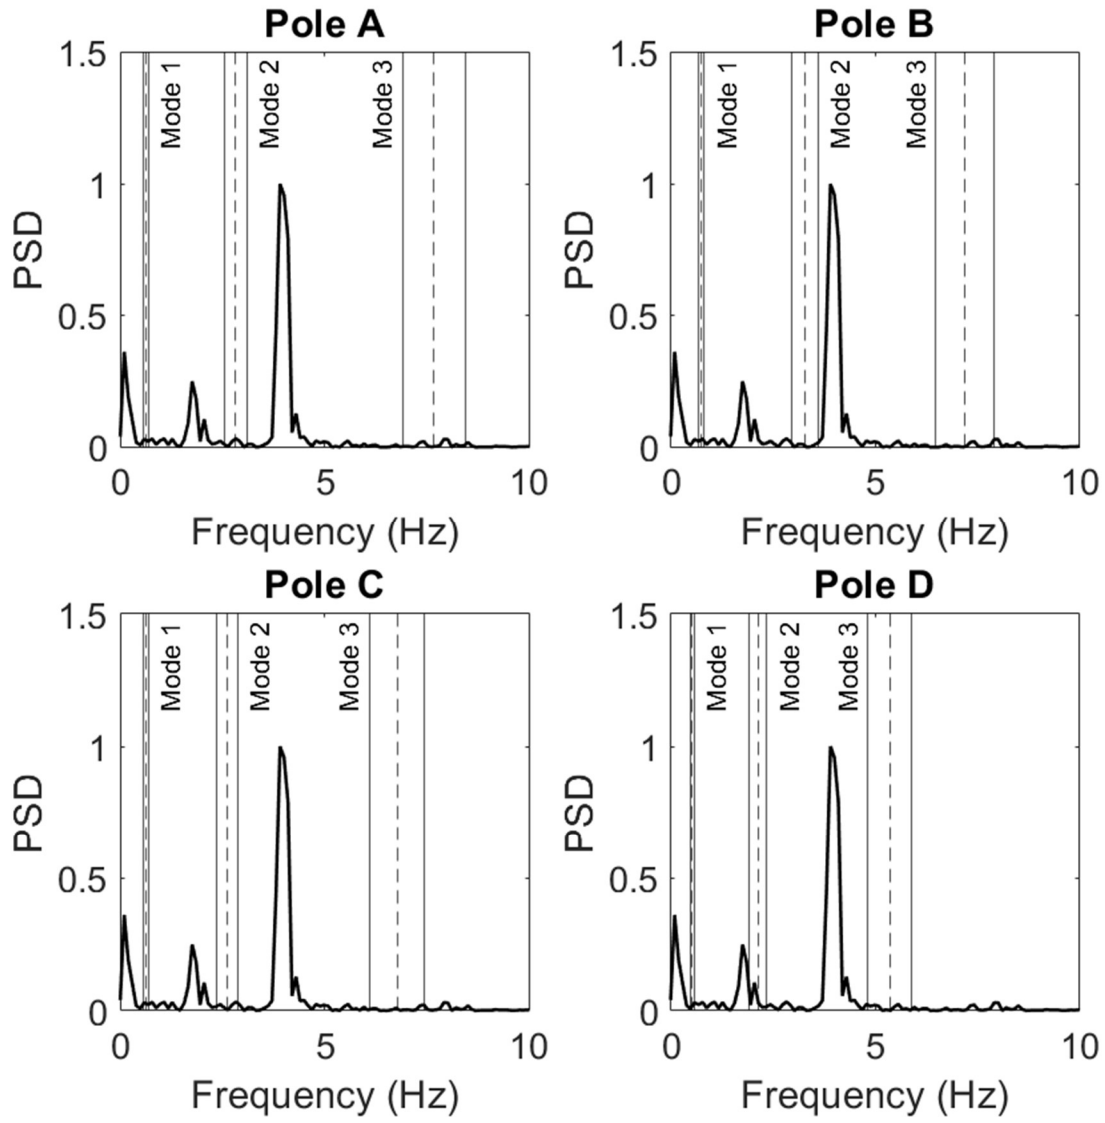 Pole A
1.5
1
0.5
0
PSD
Mode 1
Mode 2
Mode 3
0 5 10
Frequency (Hz)
Pole B
1.5
1
0.5
0
PSD
Mode 1
Mode 2
Mode 3
0 5 10
Frequency (Hz)
Pole C
1.5
1
0.5
0
PSD
Mode 1
Mode 2
Mode 3
0 5 10
Frequency (Hz)
Pole D
1.5
1
0.5
0
PSD
Mode 1
Mode 2
Mode 3
0 5 10
Frequency (Hz)